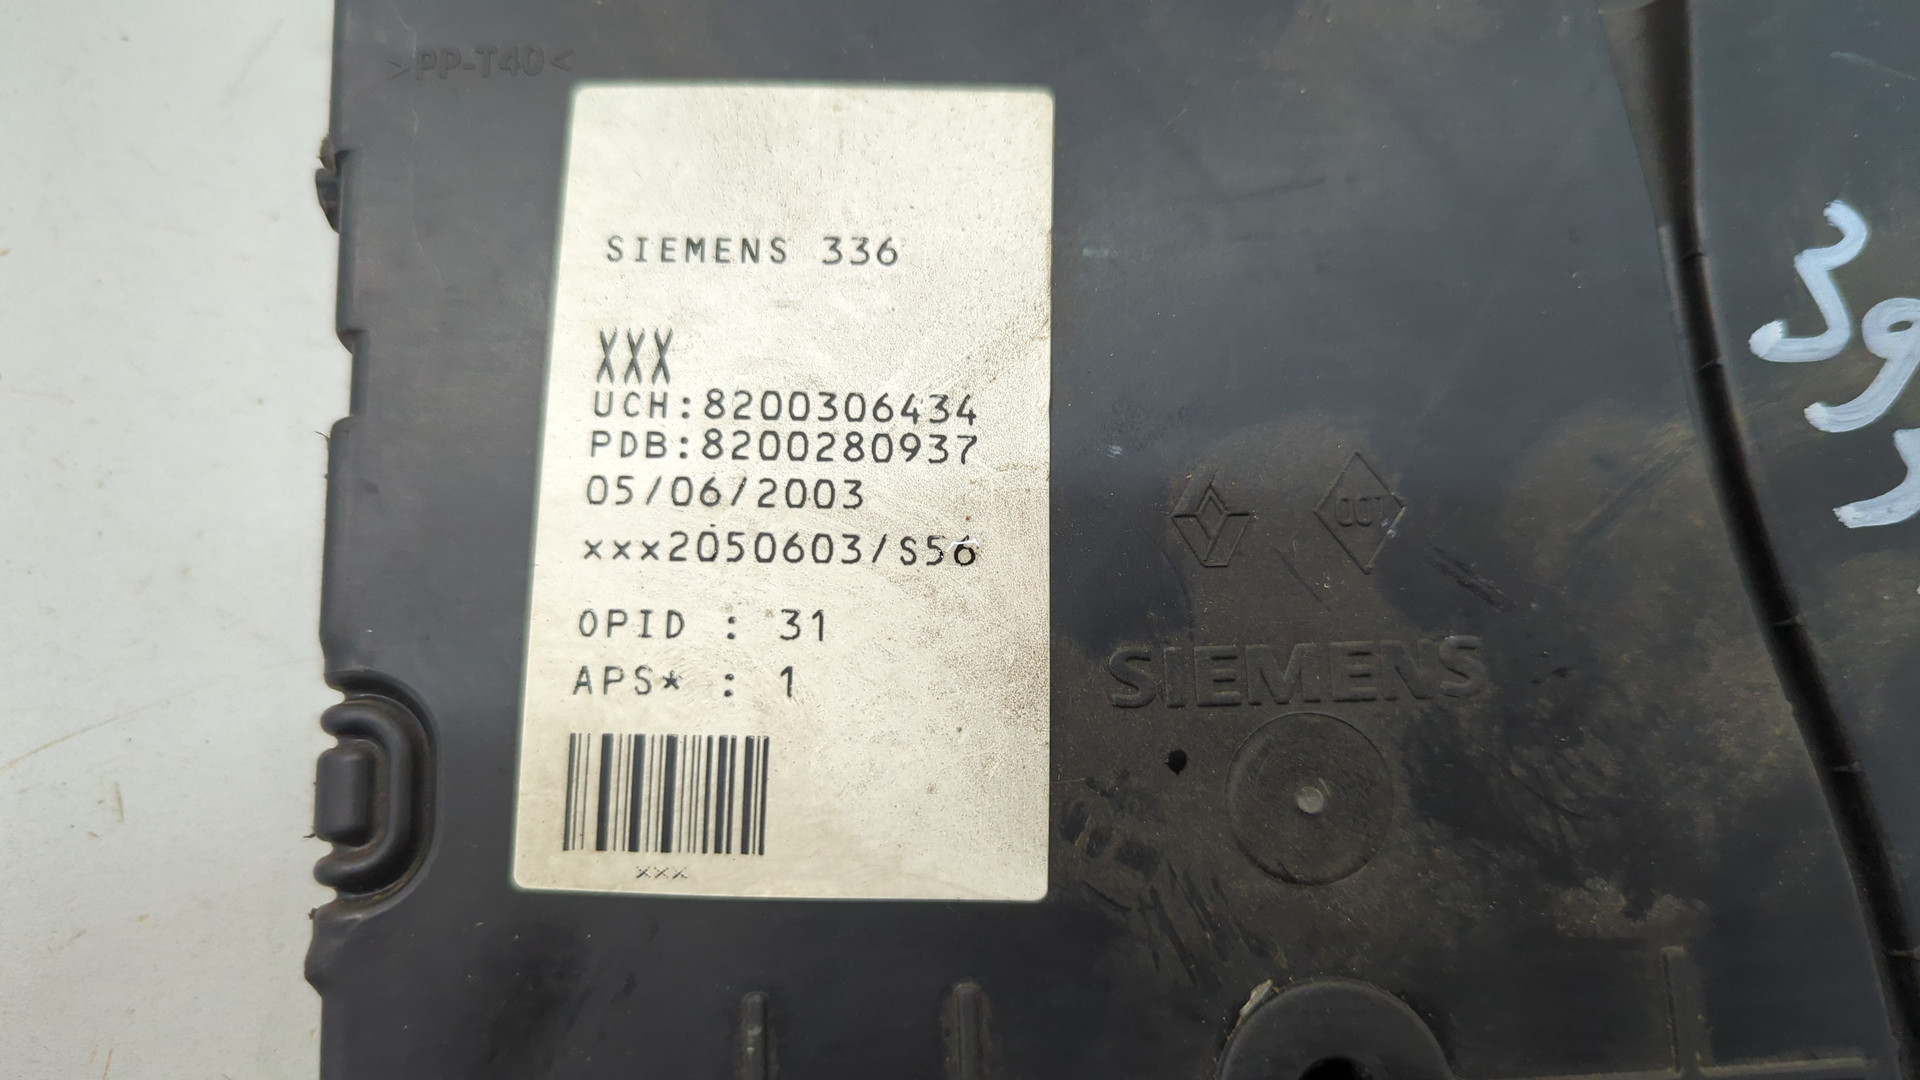 >PP-T40<
SIEMENS 336
XXX
UCH:8200306434
PDB:8200280937
05/06/2003
xxx2050603/S56
OPID : 31
APS* : 1
xxx
SIEMENS